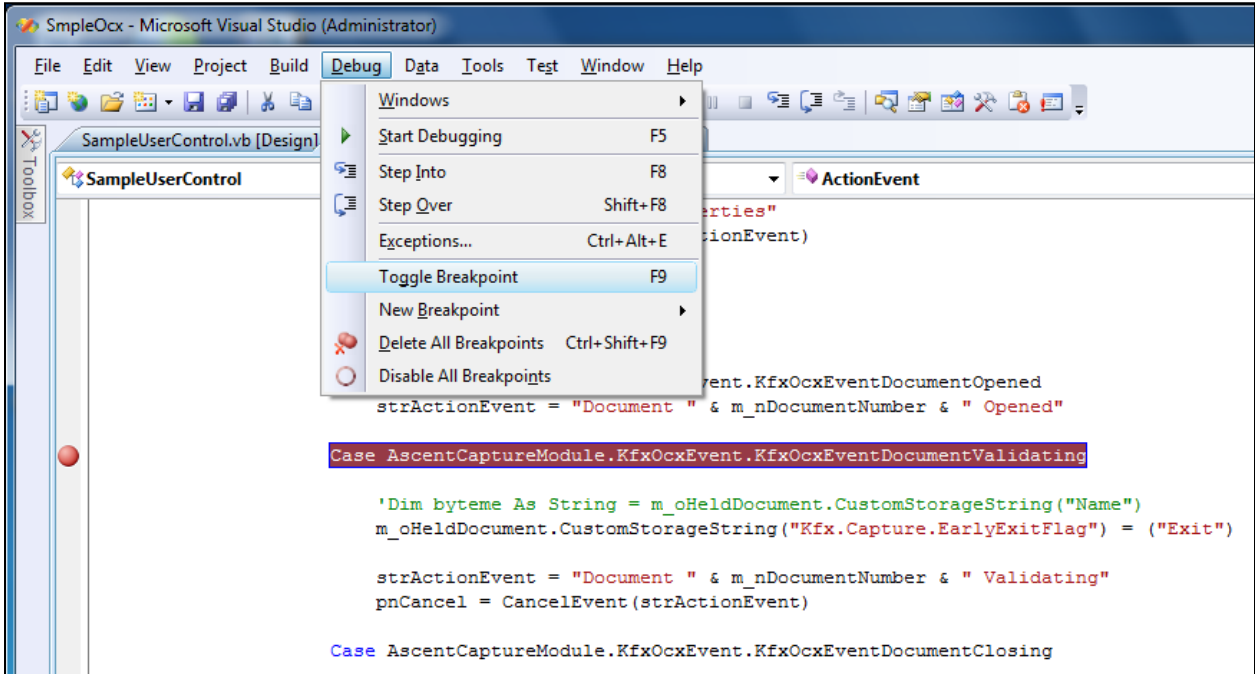 SmpleOcx - Microsoft Visual Studio (Administrator)
File Edit View Project Build Debug Data Tools Test Window Help
Toolbox
SampleUserControl.vb [Design]
SampleUserControl
ActionEvent
Windows
Start Debugging F5
Step Into F8
Step Over Shift+F8
Exceptions... Ctrl+Alt+E
Toggle Breakpoint F9
New Breakpoint
Delete All Breakpoints Ctrl+Shift+F9
Disable All Breakpoints
erties"
ionEvent)
ent.KfxOcxEventDocumentOpened
strActionEvent = "Document " & m_nDocumentNumber & " Opened"
Case AscentCaptureModule.KfxOcxEvent.KfxOcxEventDocumentValidating
'Dim byteme As String = m_oHeldDocument.CustomStorageString("Name")
m_oHeldDocument.CustomStorageString("Kfx.Capture.EarlyExitFlag") = ("Exit")
strActionEvent = "Document " & m_nDocumentNumber & " Validating"
pnCancel = CancelEvent(strActionEvent)
Case AscentCaptureModule.KfxOcxEvent.KfxOcxEventDocumentClosing